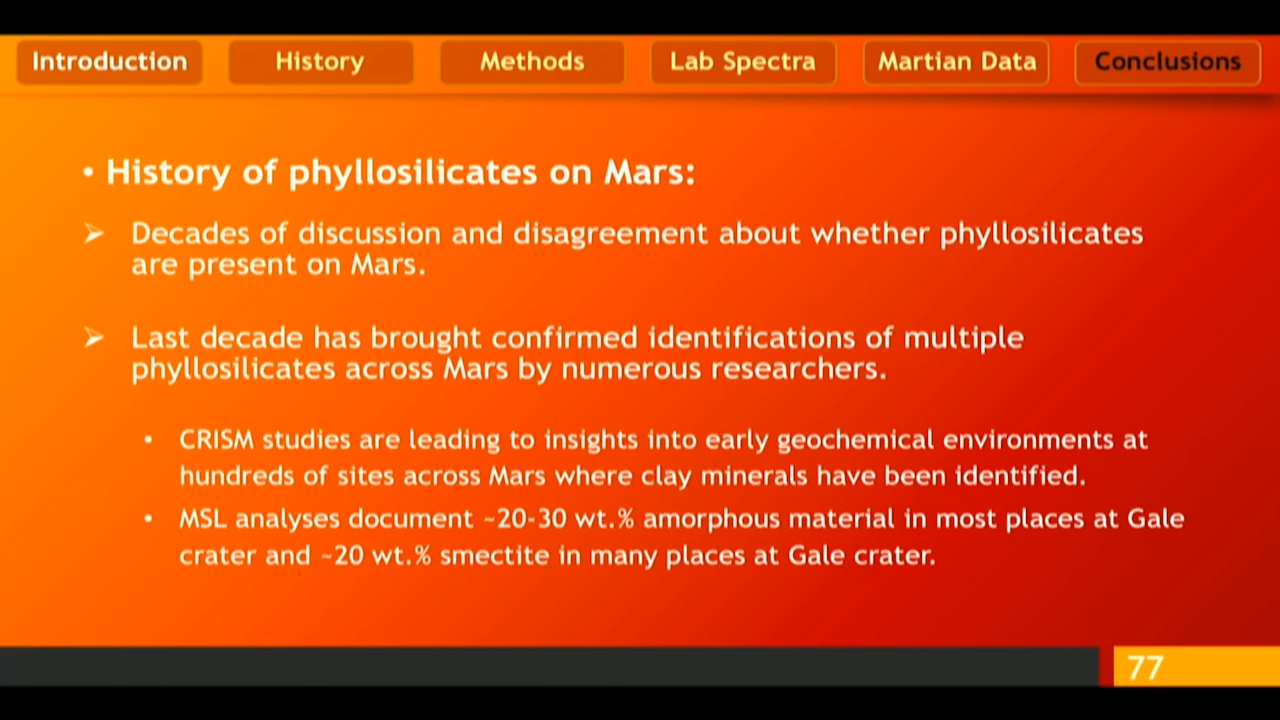 Introduction
History
Methods
Lab Spectra
Martian Data
Conclusions
• History of phyllosilicates on Mars:
➢ Decades of discussion and disagreement about whether phyllosilicates
are present on Mars.
➢ Last decade has brought confirmed identifications of multiple
phyllosilicates across Mars by numerous researchers.
• CRISM studies are leading to insights into early geochemical environments at
hundreds of sites across Mars where clay minerals have been identified.
• MSL analyses document ~20-30 wt.% amorphous material in most places at Gale
crater and ~20 wt.% smectite in many places at Gale crater.
77